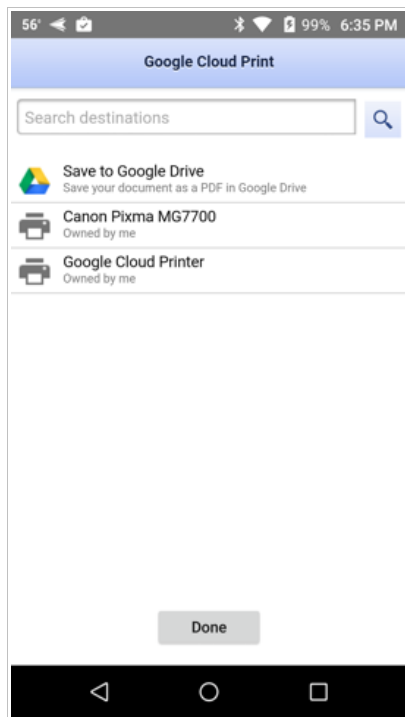 56° 99% 6:35 PM
Google Cloud Print
Search destinations
Save to Google Drive
Save your document as a PDF in Google Drive
Canon Pixma MG7700
Owned by me
Google Cloud Printer
Owned by me
Done